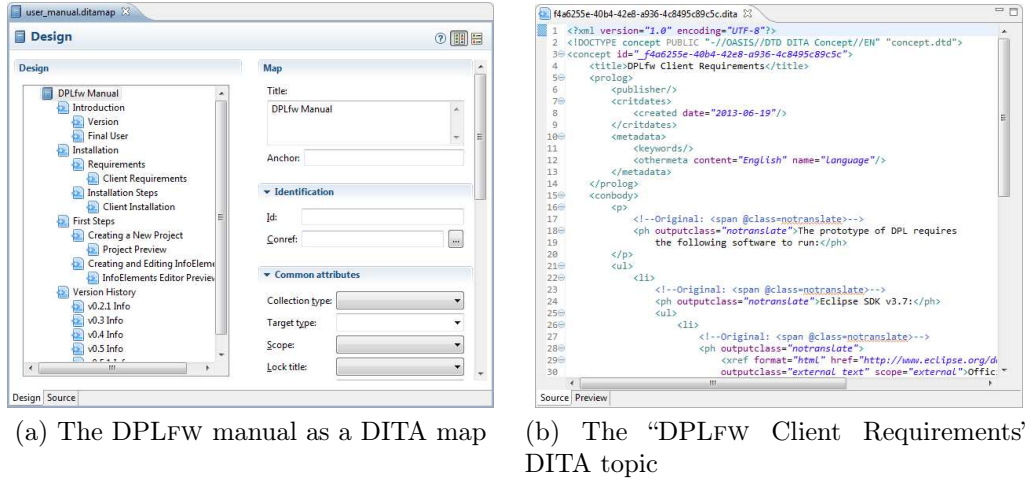 user_manual.ditamap
Design
Design
DPLfw Manual
Introduction
Version
Final User
Installation
Requirements
Client Requirements
Installation Steps
Client Installation
First Steps
Creating a New Project
Project Preview
Creating and Editing InfoEleme
InfoElements Editor Preview
Version History
v0.2.1 Info
v0.3 Info
v0.4 Info
v0.5 Info
Map
Title:
DPLfw Manual
Anchor:
Identification
Id:
Conref:
...
Common attributes
Collection type:
Target type:
Scope:
Lock title:
Design Source
(a) The DPLFW manual as a DITA map
f4a6255e-40b4-42e8-a936-4c8495c89c5c.dita
1 <?xml version="1.0" encoding="UTF-8"?>
2 <!DOCTYPE concept PUBLIC "-//OASIS//DTD DITA Concept//EN" "concept.dtd">
3 <concept id="_f4a6255e-40b4-42e8-a936-4c8495c89c5c">
4 <title>DPLfw Client Requirements</title>
5 <prolog>
6 <publisher/>
7 <critdates>
8 <created date="2013-06-19"/>
9 </critdates>
10 <metadata>
11 <keywords/>
12 <othermeta content="English" name="language"/>
13 </metadata>
14 </prolog>
15 <conbody>
16 <p>
17 <!--Original: <span @class=notranslate>-->
18 <ph outputclass="notranslate">The prototype of DPL requires
19 the following software to run:</ph>
20 </p>
21 <ul>
22 <li>
23 <!--Original: <span @class=notranslate>-->
24 <ph outputclass="notranslate">Eclipse SDK v3.7:</ph>
25 <ul>
26 <li>
27 <!--Original: <span @class=notranslate>-->
28 <ph outputclass="notranslate">
29 <xref format="html" href="http://www.eclipse.org/d
30 outputclass="external text" scope="external">Offic
Source Preview
(b) The “DPLFW Client Requirements”
DITA topic